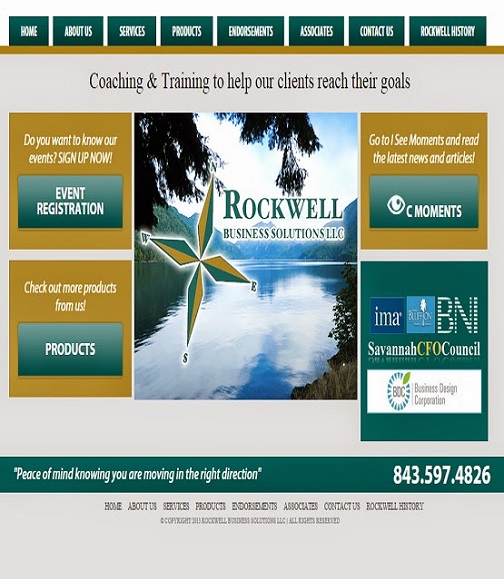 HOME ABOUT US SERVICES PRODUCTS ENDORSEMENTS ASSOCIATES CONTACT US ROCKWELL HISTORY
Coaching & Training to help our clients reach their goals
Do you want to know our
events? SIGN UP NOW!
EVENT
REGISTRATION
Check out more products
from us!
PRODUCTS
N
W
E
S
ROCKWELL
BUSINESS SOLUTIONS LLC
Go to I See Moments and read
the latest news and articles!
C MOMENTS
ima
BLUFFTON
BNI
SavannahCFOCouncil
BDC
Business Design
Corporation
"Peace of mind knowing you are moving in the right direction"
843.597.4826
HOME ABOUT US SERVICES PRODUCTS ENDORSEMENTS ASSOCIATES CONTACT US ROCKWELL HISTORY
© COPYRIGHT 2013 ROCKWELL BUSINESS SOLUTIONS LLC | ALL RIGHTS RESERVED